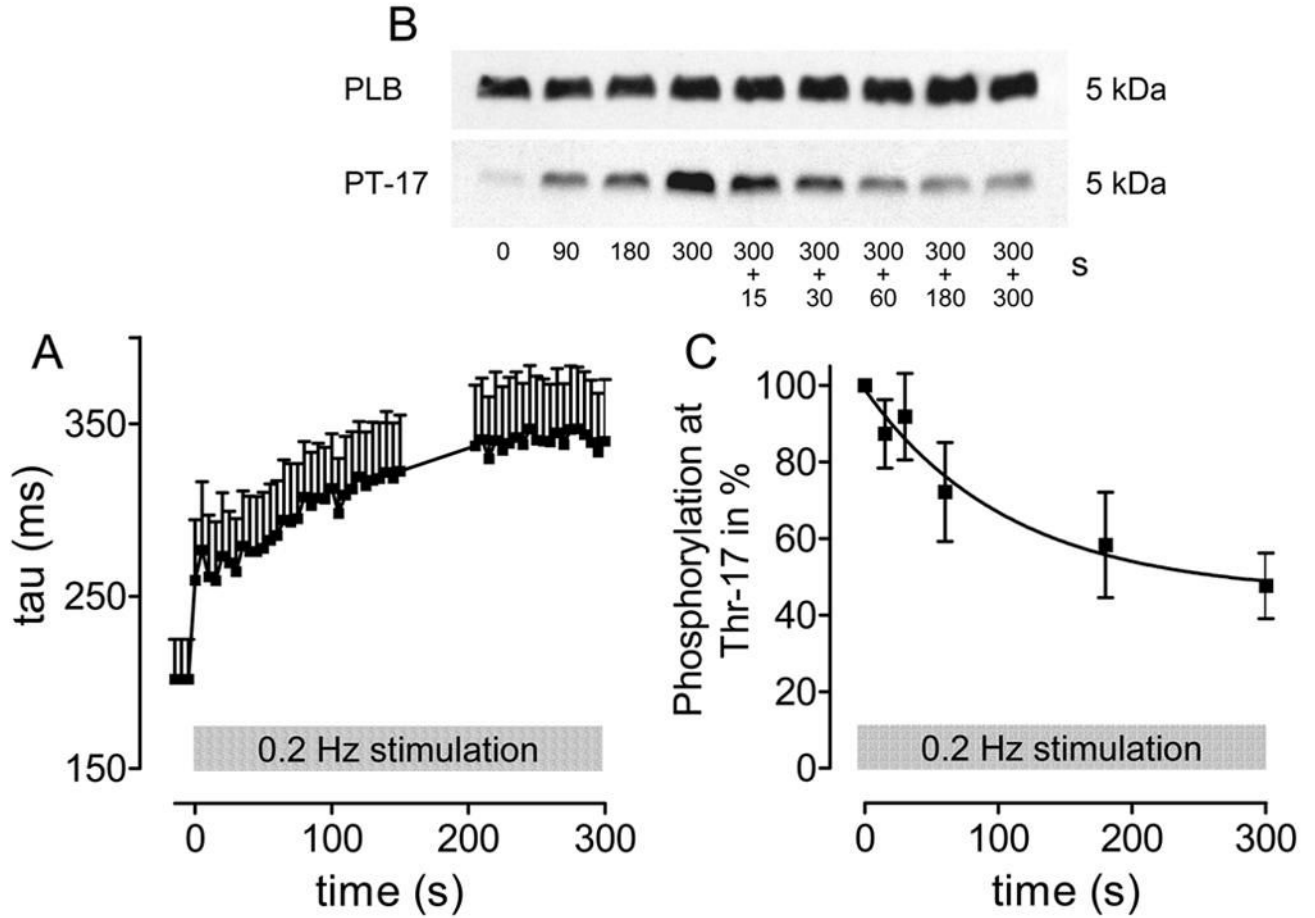 B
PLB
5 kDa
PT-17
5 kDa
0 90 180 300 300 300 300 300 300 s
+ + + + +
15 30 60 180 300
A
350
250
150
tau (ms)
0.2 Hz stimulation
0 100 200 300
time (s)
C
100
80
60
40
20
0
Phosphorylation at
Thr-17 in %
0.2 Hz stimulation
0 100 200 300
time (s)